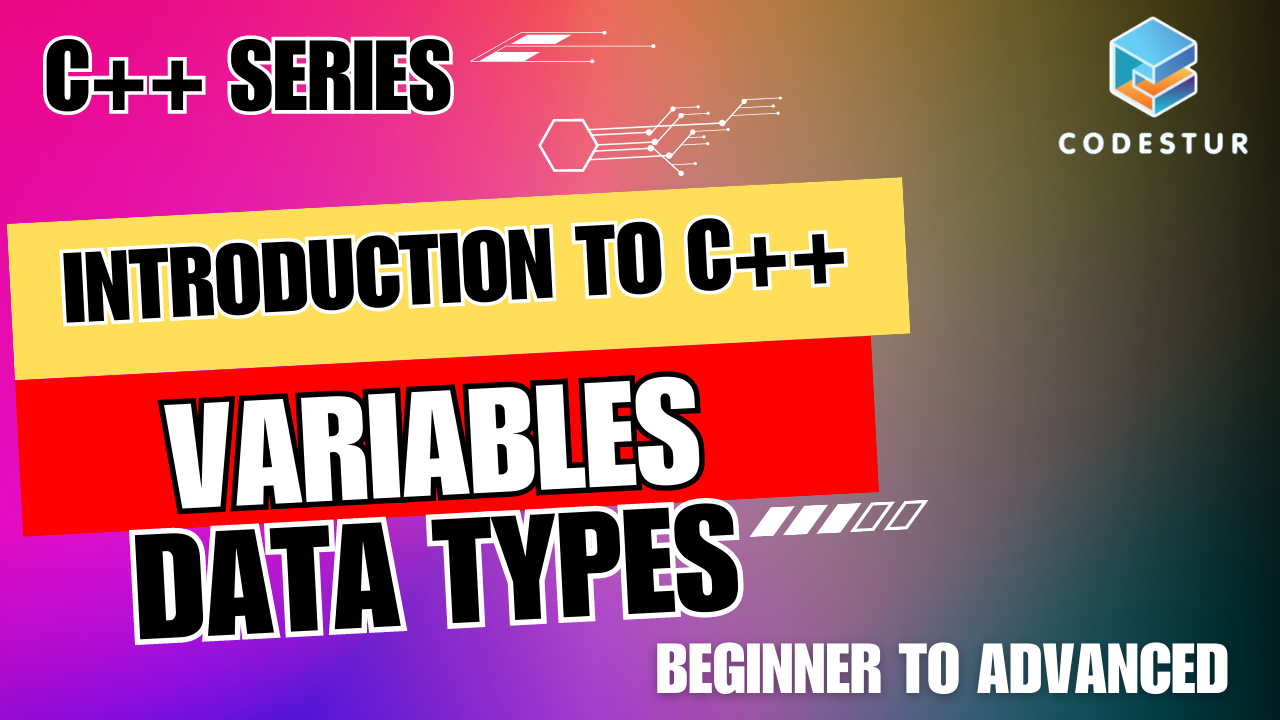 C++ SERIES
CODESTUR
INTRODUCTION TO C++
VARIABLES
DATA TYPES
BEGINNER TO ADVANCED